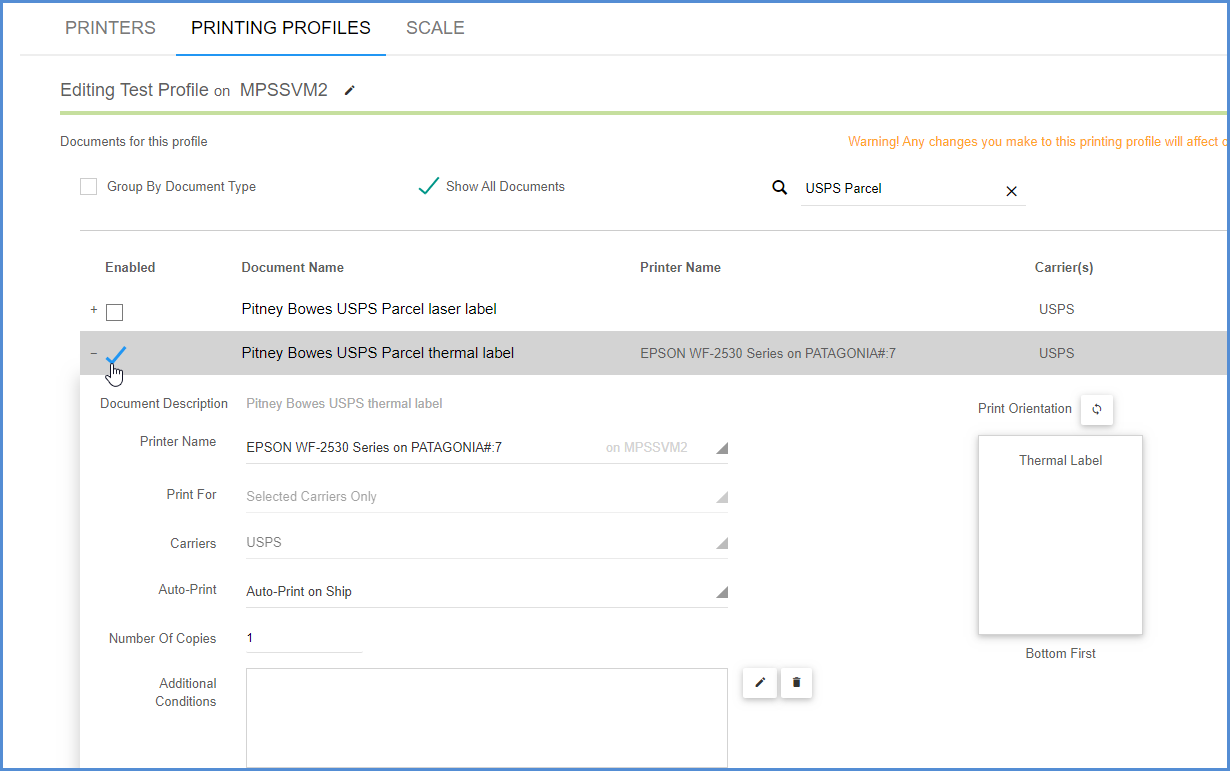 PRINTERS PRINTING PROFILES SCALE
Editing Test Profile on MPSSVM2
Documents for this profile Warning! Any changes you make to this printing profile will affect
Group By Document Type Show All Documents USPS Parcel
Enabled Document Name Printer Name Carrier(s)
+ Pitney Bowes USPS Parcel laser label USPS
− Pitney Bowes USPS Parcel thermal label EPSON WF-2530 Series on PATAGONIA#:7 USPS
Document Description Pitney Bowes USPS thermal label Print Orientation
Printer Name EPSON WF-2530 Series on PATAGONIA#:7 on MPSSVM2
Thermal Label
Print For Selected Carriers Only
Carriers USPS
Auto-Print Auto-Print on Ship
Number Of Copies 1
Bottom First
Additional
Conditions